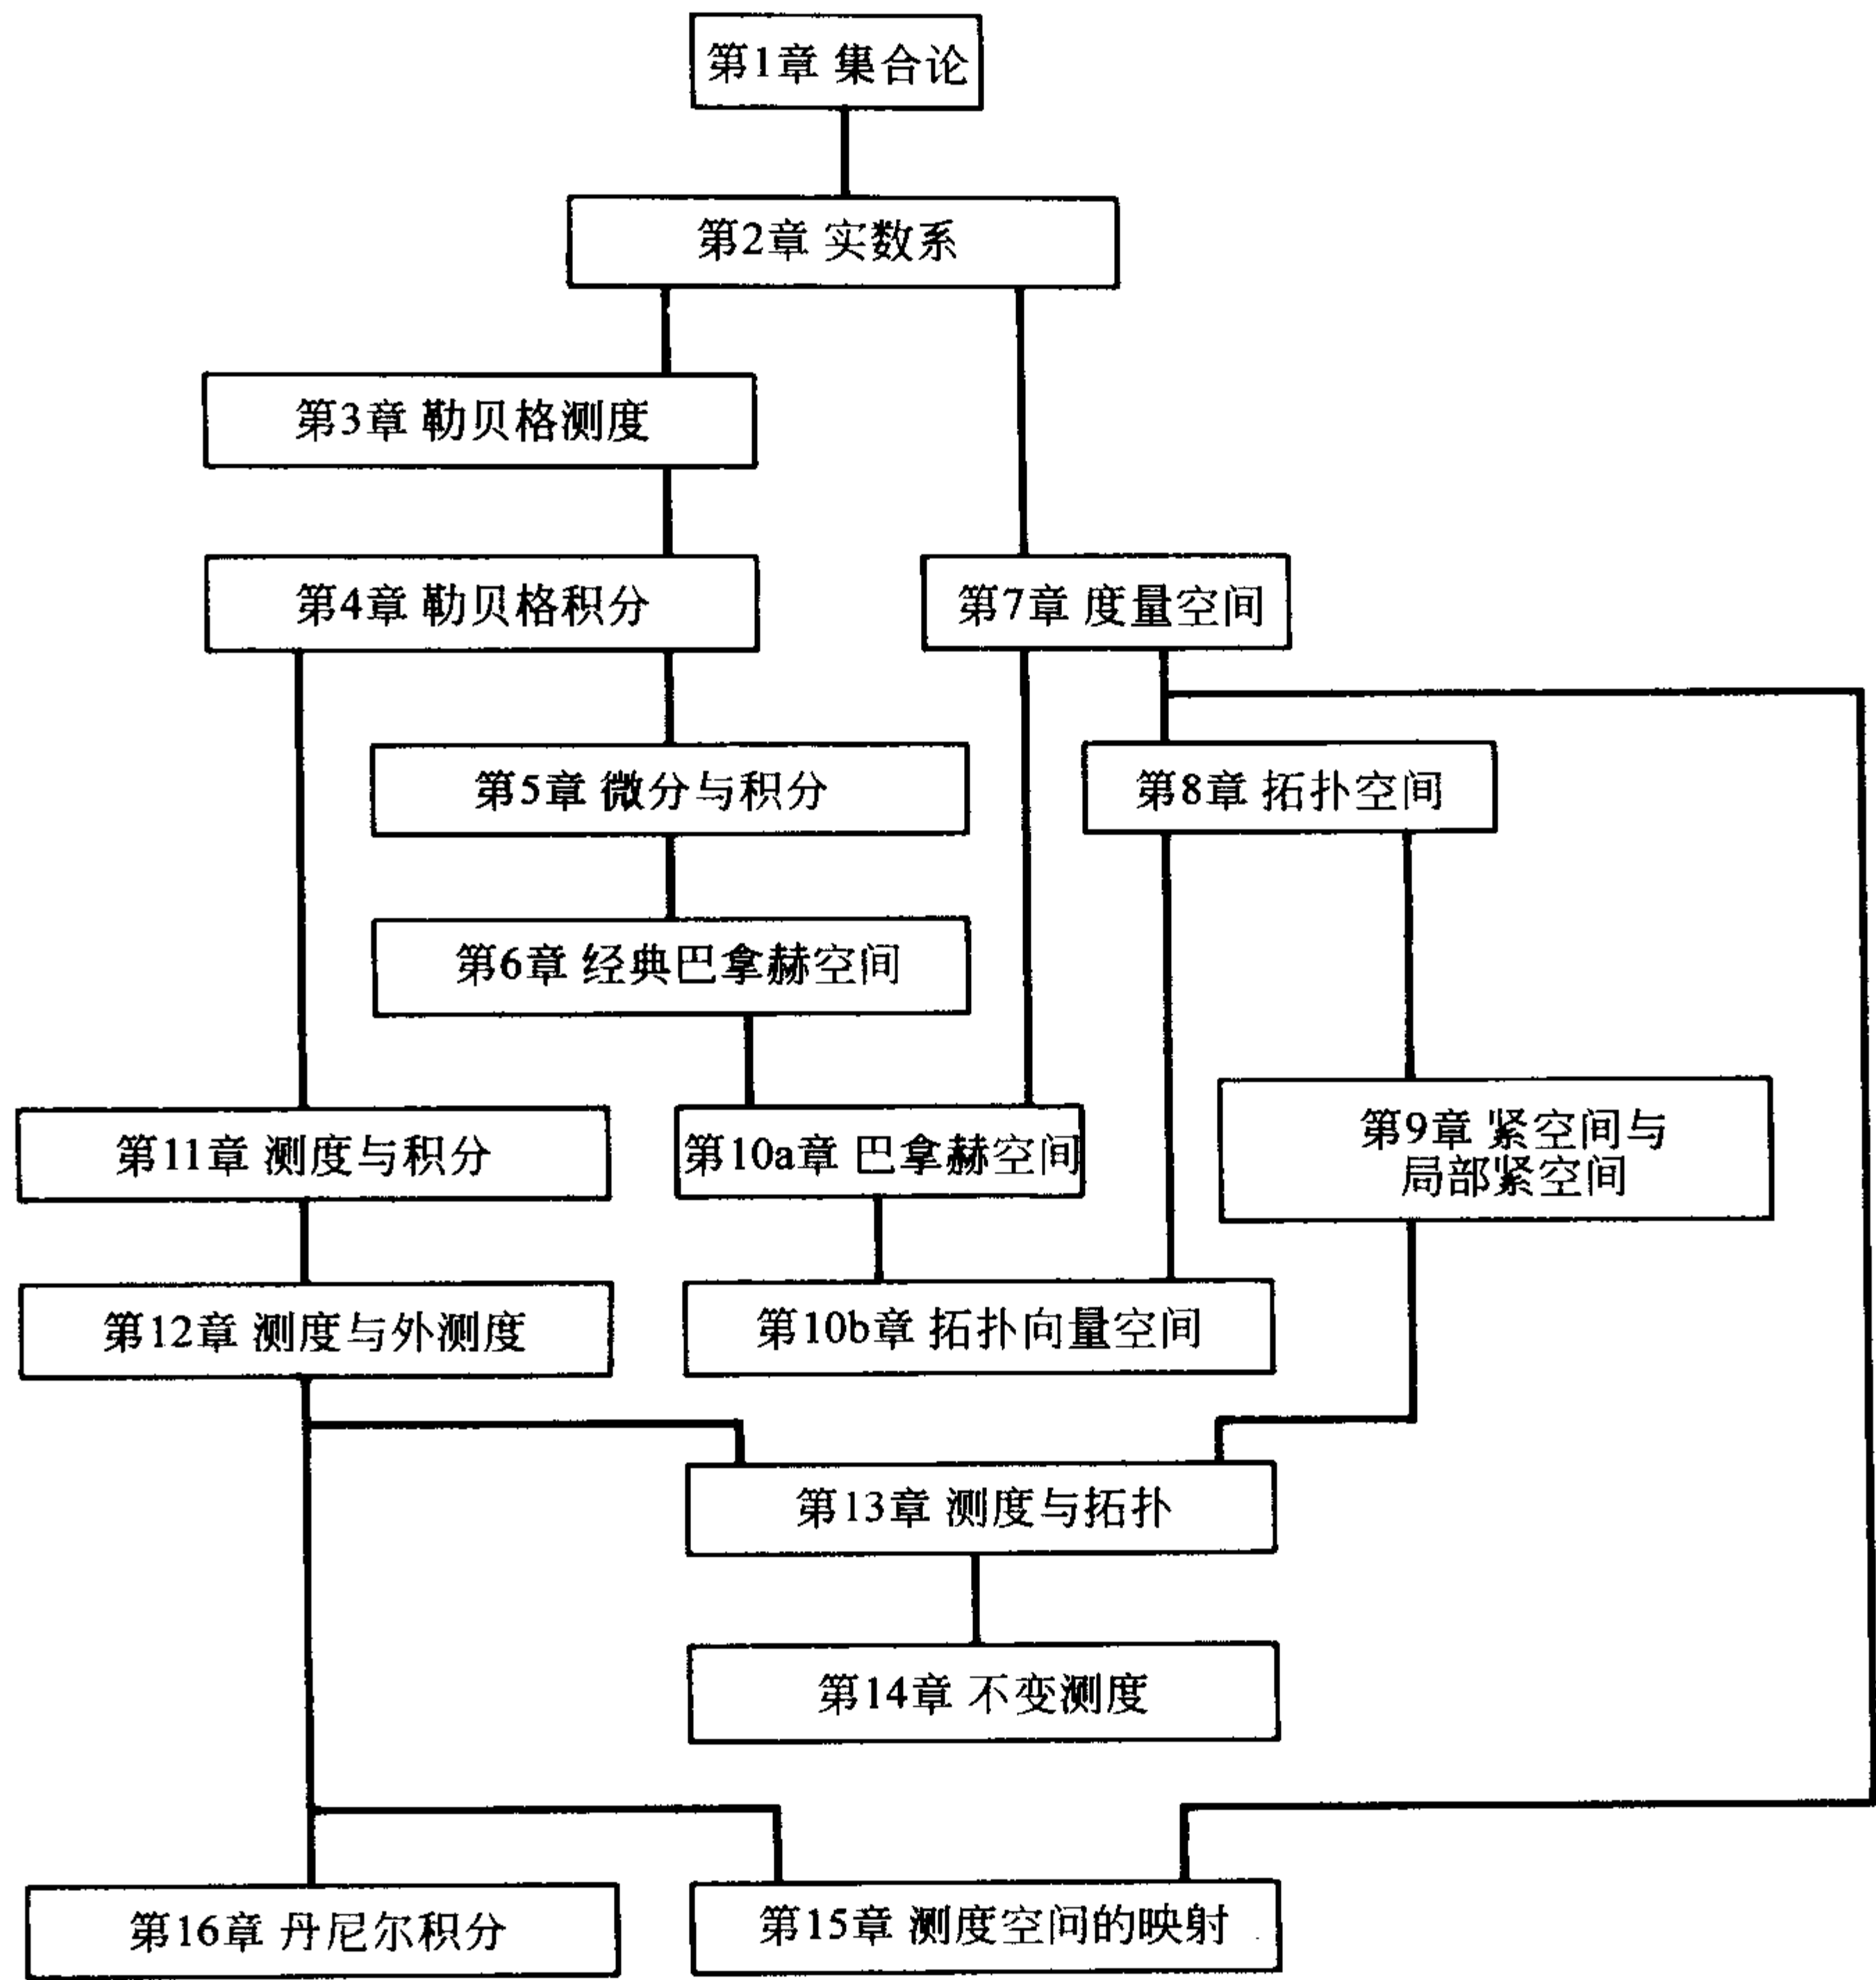 第1章 集合论
第2章 实数系
第3章 勒贝格测度
第4章 勒贝格积分
第7章 度量空间
第5章 微分与积分
第8章 拓扑空间
第6章 经典巴拿赫空间
第11章 测度与积分
第10a章 巴拿赫空间
第9章 紧空间与
局部紧空间
第12章 测度与外测度
第10b章 拓扑向量空间
第13章 测度与拓扑
第14章 不变测度
第16章 丹尼尔积分
第15章 测度空间的映射